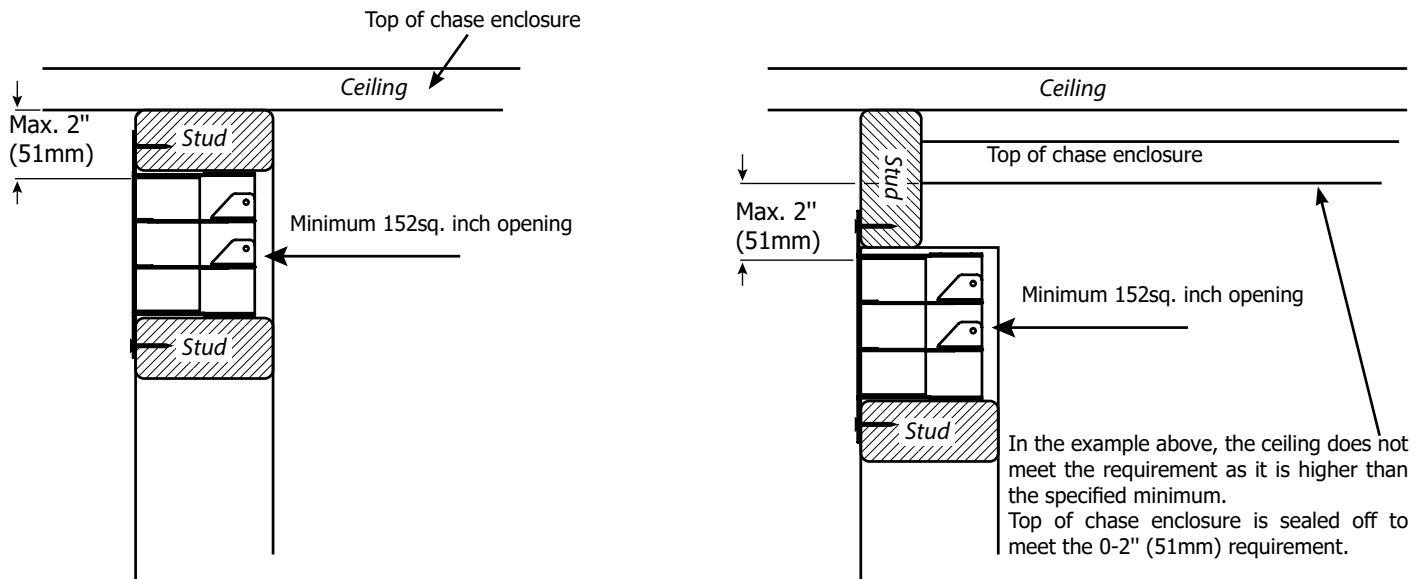 Top of chase enclosure
Ceiling
Max. 2"
(51mm)
Stud
Minimum 152sq. inch opening
Stud
Ceiling
Top of chase enclosure
Stud
Max. 2"
(51mm)
Minimum 152sq. inch opening
Stud
In the example above, the ceiling does not
meet the requirement as it is higher than
the specified minimum.
Top of chase enclosure is sealed off to
meet the 0-2" (51mm) requirement.